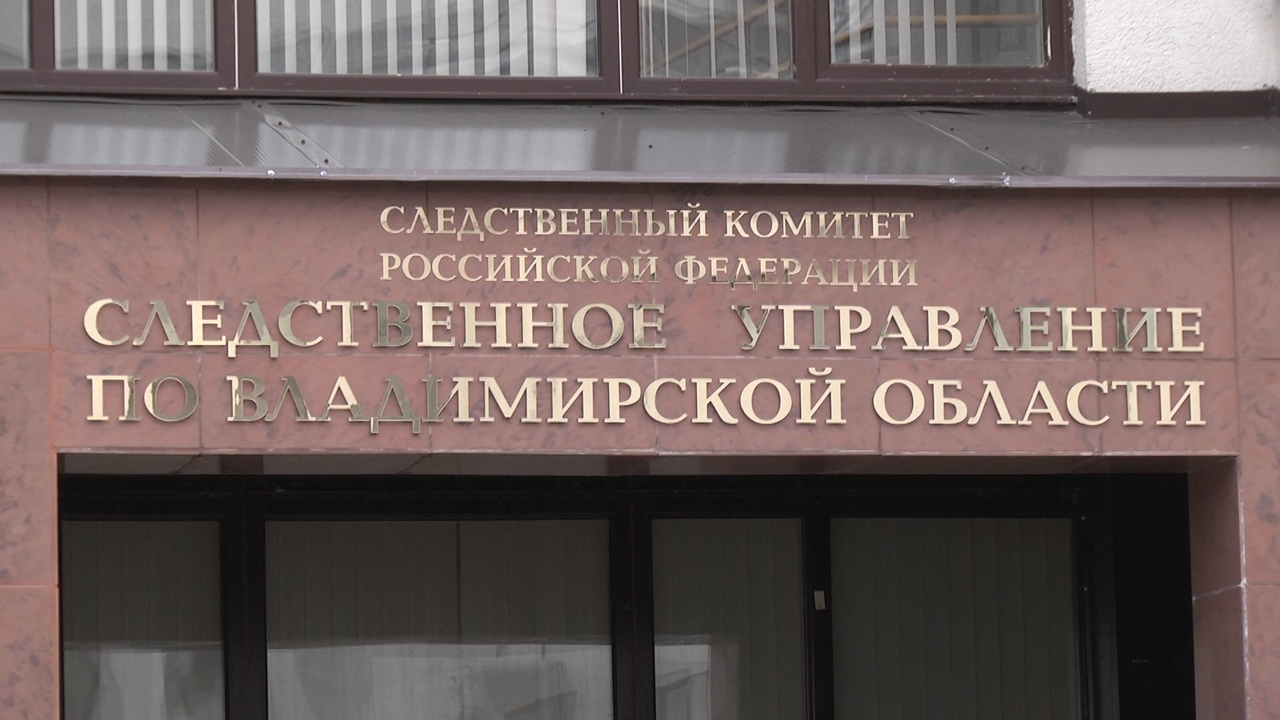 СЛЕДСТВЕННЫЙ КОМИТЕТ
РОССИЙСКОЙ ФЕДЕРАЦИИ
СЛЕДСТВЕННОЕ УПРАВЛЕНИЕ
ПО ВЛАДИМИРСКОЙ ОБЛАСТИ